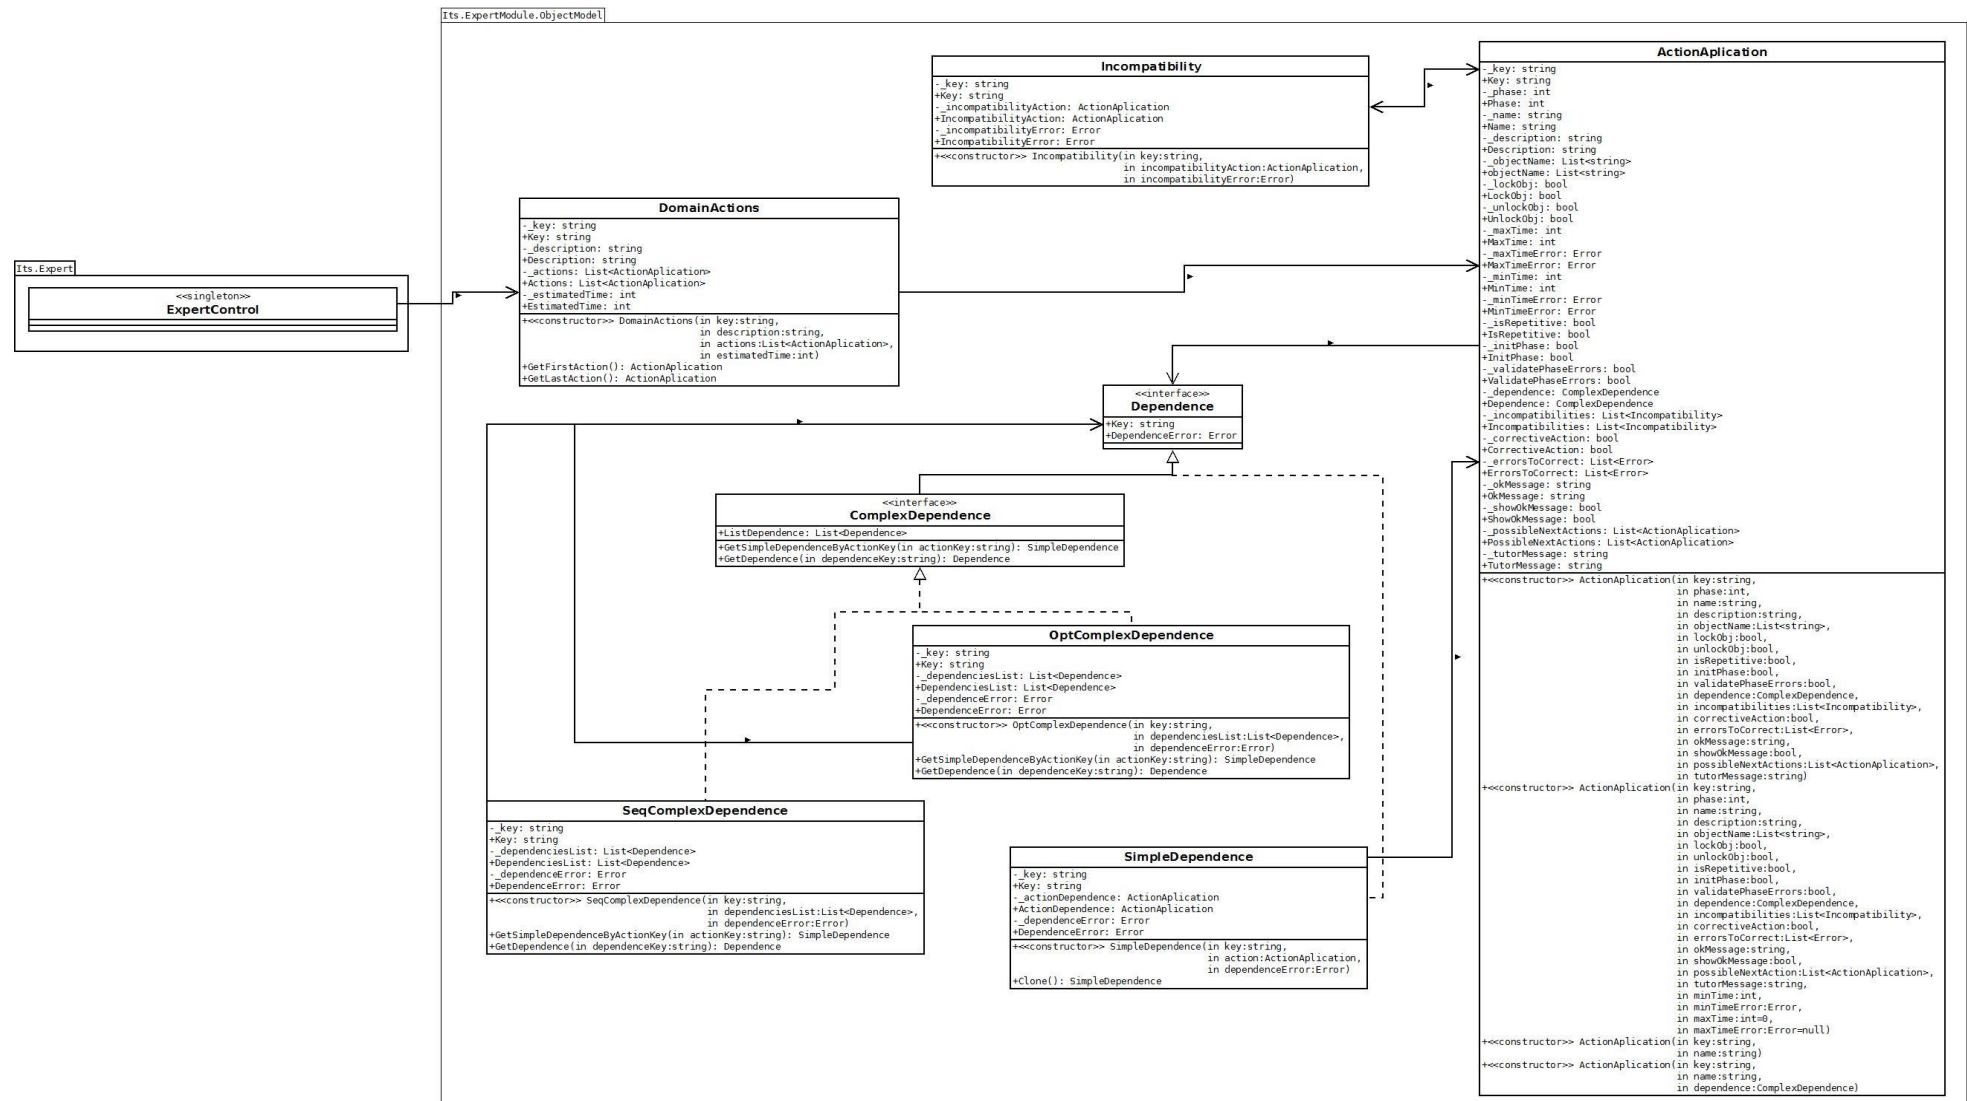 Its.ExpertModule.ObjectModel
Its.Expert
<<singleton>>
ExpertControl
DomainActions
-_key: string
+Key: string
-_description: string
+Description: string
-_actions: List<ActionAplication>
+Actions: List<ActionAplication>
-_estimatedTime: int
+EstimatedTime: int
+<<constructor>> DomainActions(in key:string,
in description:string,
in actions:List<ActionAplication>,
in estimatedTime:int)
+GetFirstAction(): ActionAplication
+GetLastAction(): ActionAplication
Incompatibility
-_key: string
+Key: string
-_incompatibilityAction: ActionAplication
+IncompatibilityAction: ActionAplication
-_incompatibilityError: Error
+IncompatibilityError: Error
+<<constructor>> Incompatibility(in key:string,
in incompatibilityAction:ActionAplication,
in incompatibilityError:Error)
<<interface>>
Dependence
+Key: string
+DependenceError: Error
<<interface>>
ComplexDependence
+ListDependence: List<Dependence>
+GetSimpleDependenceByActionKey(in actionKey:string): SimpleDependence
+GetDependence(in dependenceKey:string): Dependence
OptComplexDependence
-_key: string
+Key: string
-_dependenciesList: List<Dependence>
+DependenciesList: List<Dependence>
-_dependenceError: Error
+DependenceError: Error
+<<constructor>> OptComplexDependence(in key:string,
in dependenciesList:List<Dependence>,
in dependenceError:Error)
+GetSimpleDependenceByActionKey(in actionKey:string): SimpleDependence
+GetDependence(in dependenceKey:string): Dependence
SeqComplexDependence
-_key: string
+Key: string
-_dependenciesList: List<Dependence>
+DependenciesList: List<Dependence>
-_dependenceError: Error
+DependenceError: Error
+<<constructor>> SeqComplexDependence(in key:string,
in dependenciesList:List<Dependence>,
in dependenceError:Error)
+GetSimpleDependenceByActionKey(in actionKey:string): SimpleDependence
+GetDependence(in dependenceKey:string): Dependence
SimpleDependence
-_key: string
+Key: string
-_actionDependence: ActionAplication
+ActionDependence: ActionAplication
-_dependenceError: Error
+DependenceError: Error
+<<constructor>> SimpleDependence(in key:string,
in action:ActionAplication,
in dependenceError:Error)
+Clone(): SimpleDependence
ActionAplication
-_key: string
+Key: string
-_phase: int
+Phase: int
-_name: string
+Name: string
-_description: string
+Description: string
-_objectName: List<string>
+objectName: List<string>
-_lockObj: bool
+LockObj: bool
-_unlockObj: bool
+UnlockObj: bool
-_maxTime: int
+MaxTime: int
-_maxTimeError: Error
+MaxTimeError: Error
-_minTime: int
+MinTime: int
-_minTimeError: Error
+MinTimeError: Error
-_isRepetitive: bool
+IsRepetitive: bool
-_initPhase: bool
+InitPhase: bool
-_validatePhaseErrors: bool
+ValidatePhaseErrors: bool
-_dependence: ComplexDependence
+Dependence: ComplexDependence
-_incompatibilities: List<Incompatibility>
+Incompatibilities: List<Incompatibility>
-_correctiveAction: bool
+CorrectiveAction: bool
-_errorsToCorrect: List<Error>
+ErrorsToCorrect: List<Error>
-_okMessage: string
+OkMessage: string
-_showOkMessage: bool
+ShowOkMessage: bool
-_possibleNextActions: List<ActionAplication>
+PossibleNextActions: List<ActionAplication>
-_tutorMessage: string
+TutorMessage: string
+<<constructor>> ActionAplication(in key:string,
in phase:int,
in name:string,
in description:string,
in objectName:List<string>,
in lockObj:bool,
in unlockObj:bool,
in isRepetitive:bool,
in initPhase:bool,
in validatePhaseErrors:bool,
in dependence:ComplexDependence,
in incompatibilities:List<Incompatibility>,
in correctiveAction:bool,
in errorsToCorrect:List<Error>,
in okMessage:string,
in showOkMessage:bool,
in possibleNextActions:List<ActionAplication>,
in tutorMessage:string)
+<<constructor>> ActionAplication(in key:string,
in phase:int,
in name:string,
in description:string,
in objectName:List<string>,
in lockObj:bool,
in unlockObj:bool,
in isRepetitive:bool,
in initPhase:bool,
in validatePhaseErrors:bool,
in dependence:ComplexDependence,
in incompatibilities:List<Incompatibility>,
in correctiveAction:bool,
in errorsToCorrect:List<Error>,
in okMessage:string,
in showOkMessage:bool,
in possibleNextAction:List<ActionAplication>,
in tutorMessage:string,
in minTime:int,
in minTimeError:Error,
in maxTime:int=0,
in maxTimeError:Error=null)
+<<constructor>> ActionAplication(in key:string,
in name:string)
+<<constructor>> ActionAplication(in key:string,
in name:string,
in dependence:ComplexDependence)